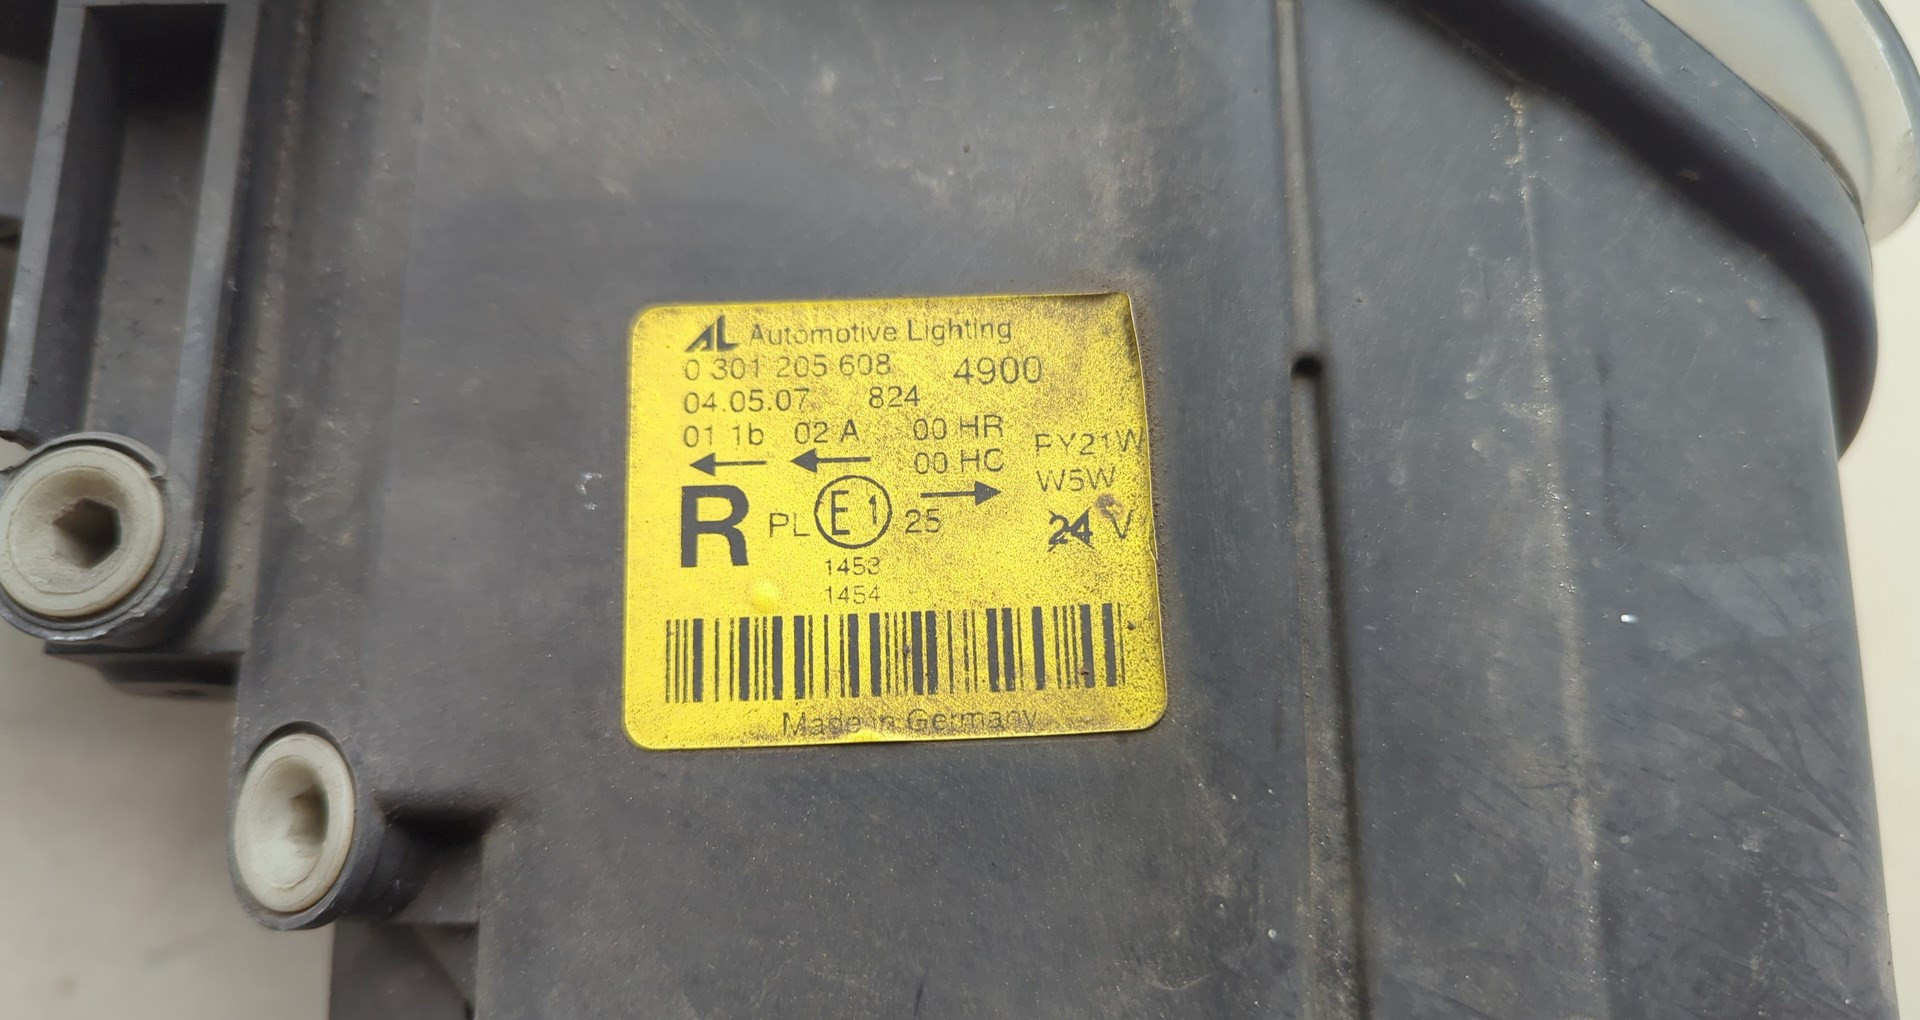 AL Automotive Lighting
0 301 205 608 4900
04.05.07 824
01 1b 02 A 00 HR PY21W
00 HC W5W
R PL E1 25 24 V
1453
1454
Made in Germany